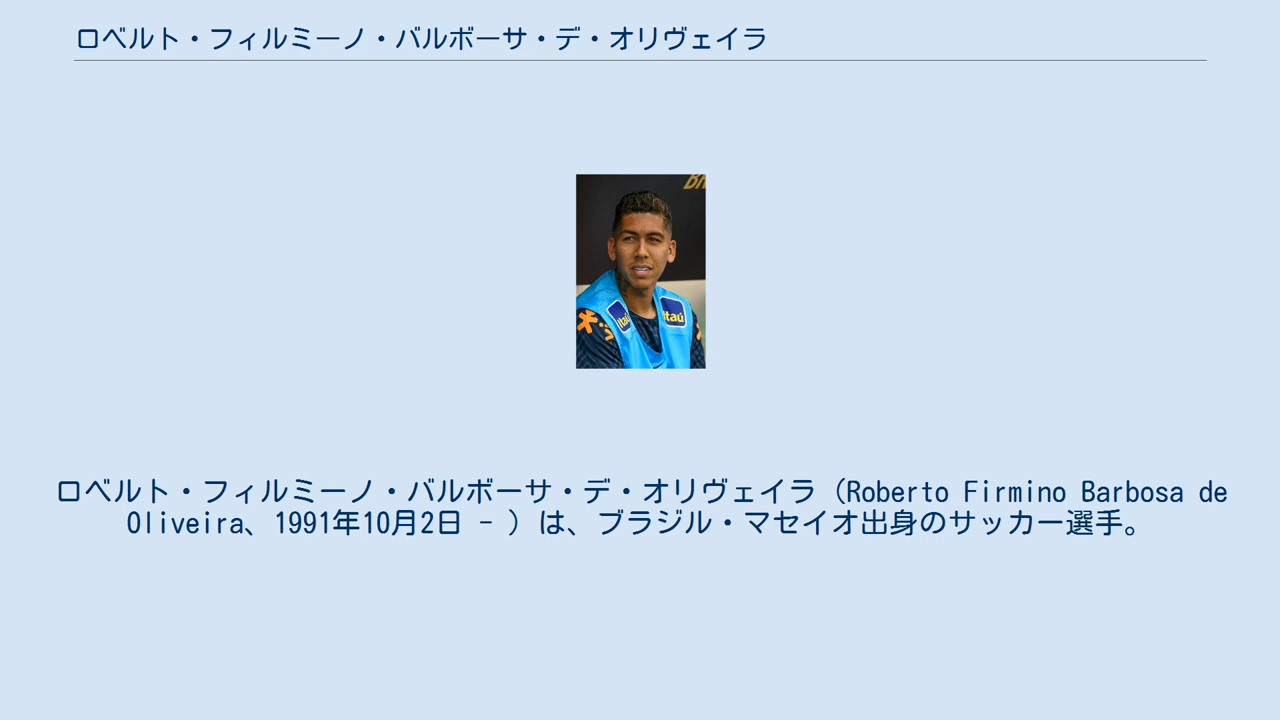 ロベルト・フィルミーノ・バルボーサ・デ・オリヴェイラ
Itaú
Itaú
ロベルト・フィルミーノ・バルボーサ・デ・オリヴェイラ（Roberto Firmino Barbosa de
Oliveira、1991年10月2日 - ）は、ブラジル・マセイオ出身のサッカー選手。